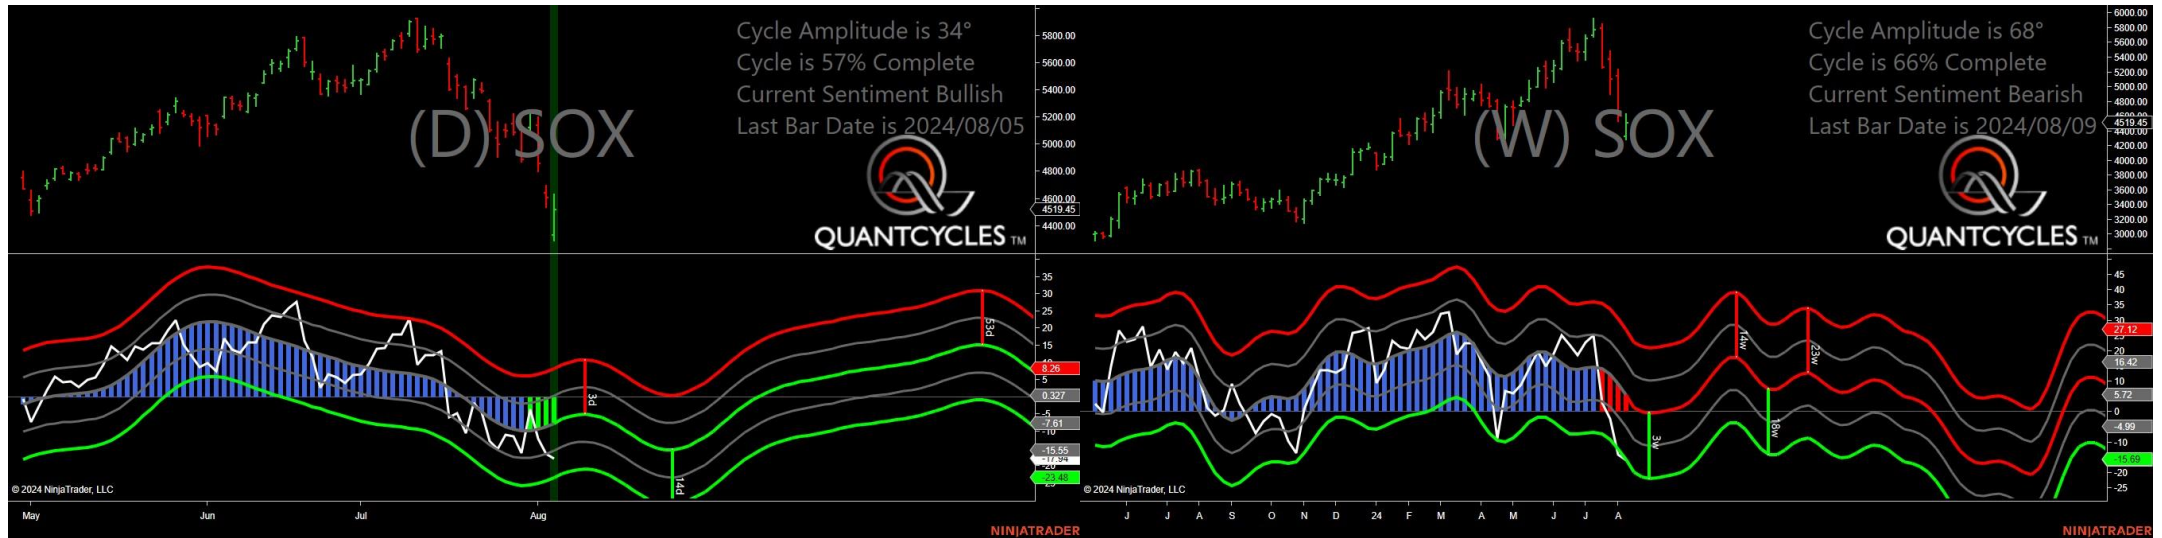 Cycle Amplitude is 34°
Cycle is 57% Complete
Current Sentiment Bullish
Last Bar Date is 2024/08/05
(D) SOX
QUANTCYCLES TM
5800.00
5600.00
5400.00
5200.00
5000.00
4800.00
4600.00
4519.45
4400.00
35
30
25
20
15
8.26
5
0.327
-5
-7.61
-10
-15.55
-17.94
-23.48
3d
14d
53d
© 2024 NinjaTrader, LLC
May Jun Jul Aug
NINJATRADER
Cycle Amplitude is 68°
Cycle is 66% Complete
Current Sentiment Bearish
Last Bar Date is 2024/08/09
(W) SOX
QUANTCYCLES TM
6000.00
5800.00
5600.00
5400.00
5200.00
5000.00
4800.00
4519.45
4400.00
4200.00
4000.00
3800.00
3600.00
3400.00
3200.00
3000.00
45
40
35
30
27.12
20
16.42
10
5.72
0
-4.99
-10
-15.69
-20
-25
3w
14w
18w
23w
© 2024 NinjaTrader, LLC
J J A S O N D 24 F M A M J J A
NINJATRADER